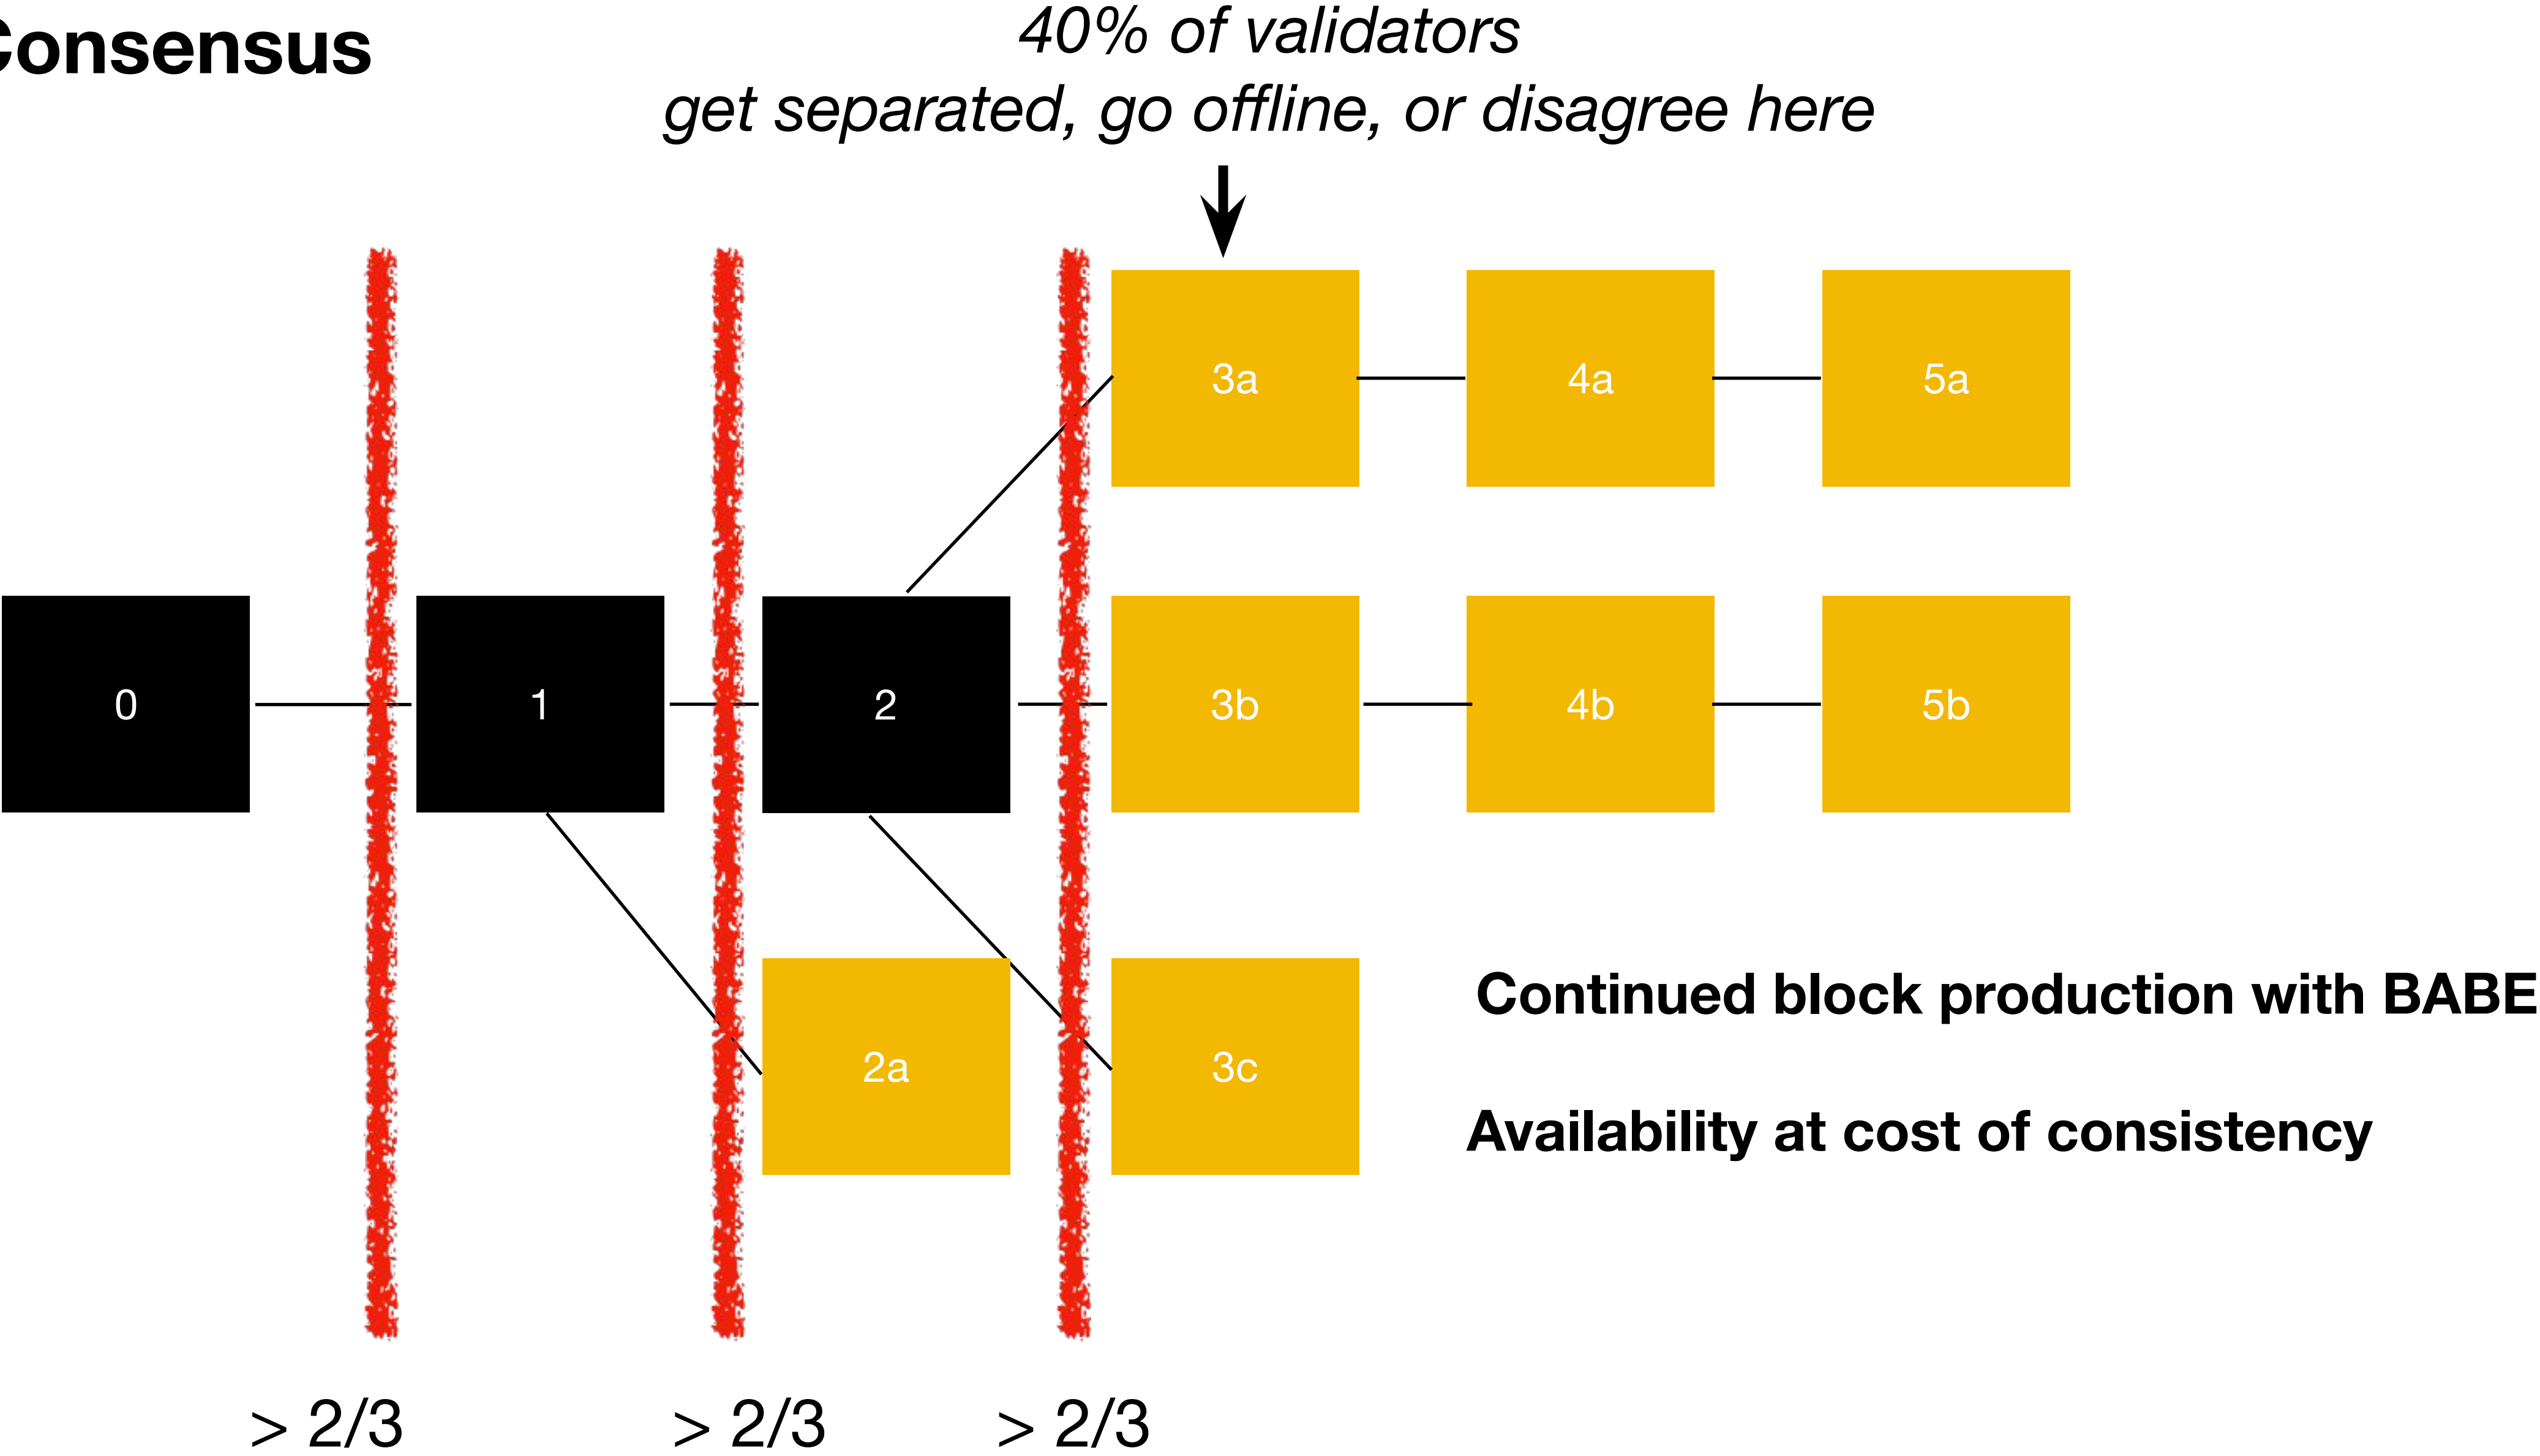 Consensus
40% of validators
get separated, go offline, or disagree here
3a
4a
5a
0
1
2
3b
4b
5b
2a
3c
Continued block production with BABE
Availability at cost of consistency
> 2/3
> 2/3
> 2/3